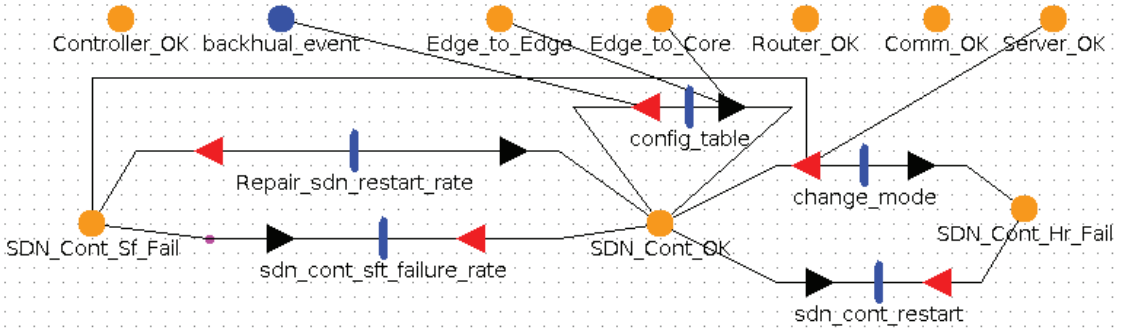 Controller_OK
backhual_event
Edge_to_Edge
Edge_to_Core
Router_OK
Comm_OK
Server_OK
config_table
Repair_sdn_restart_rate
change_mode
SDN_Cont_Sf_Fail
SDN_Cont_OK
SDN_Cont_Hr_Fail
sdn_cont_sft_failure_rate
sdn_cont_restart